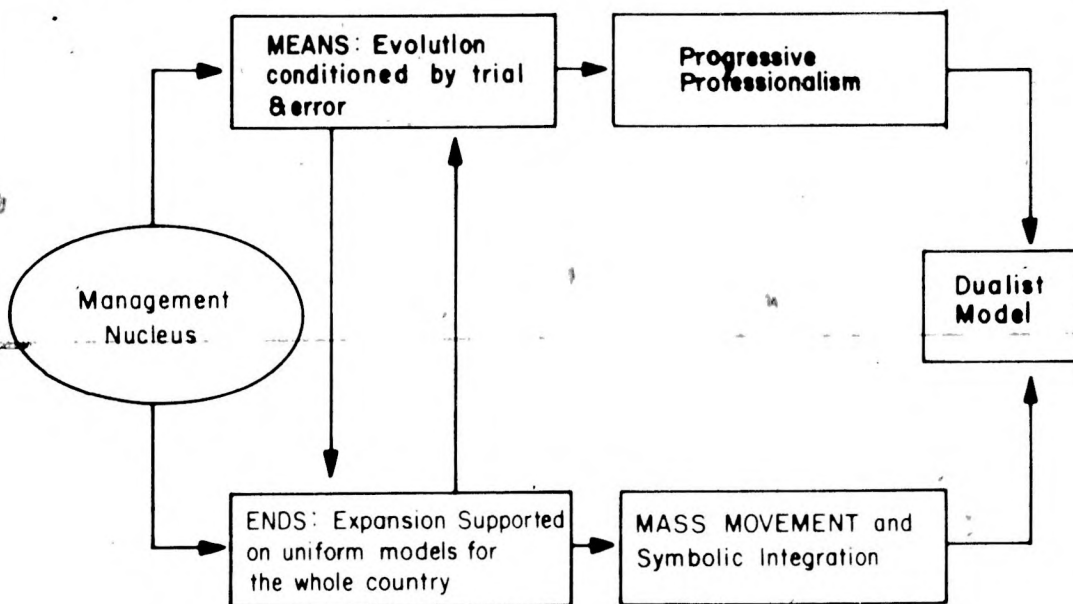 MEANS: Evolution
conditioned by trial
&error
Progressive
Professionalism
Management
Nucleus
Dualist
Model
ENDS: Expansion Supported
on uniform models for
the whole country
MASS MOVEMENT and
Symbolic Integration